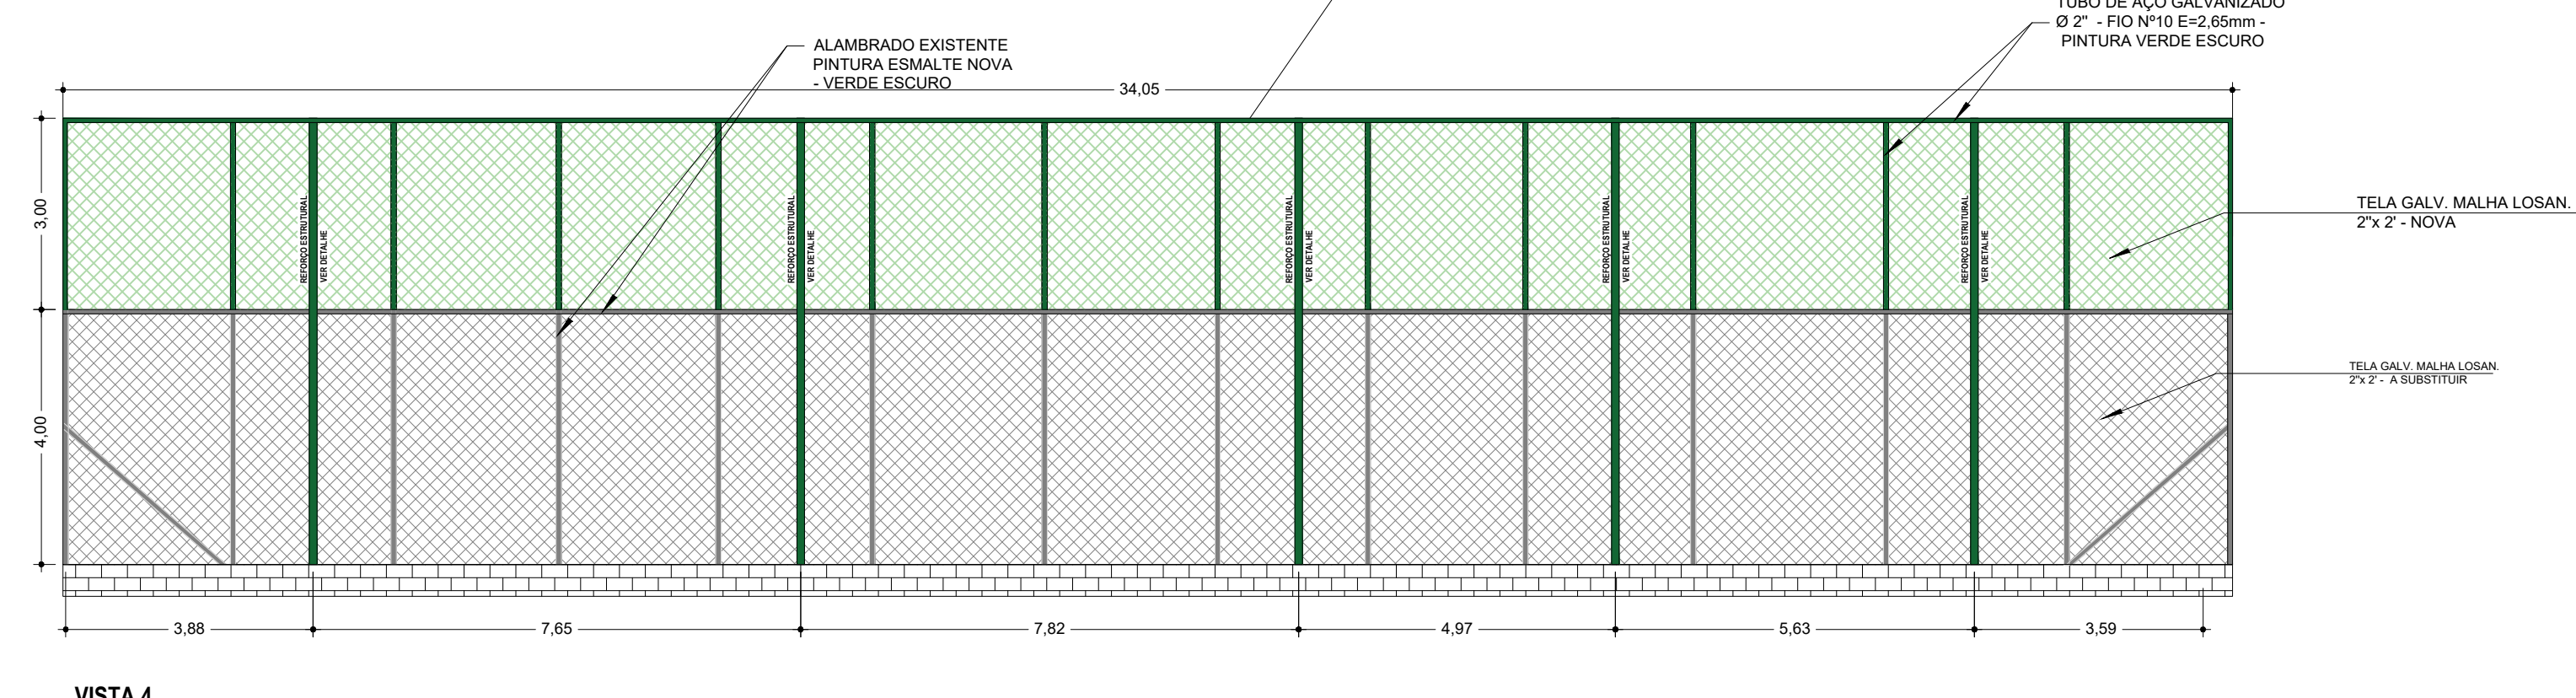 TUBO DE AÇO GALVANIZADO
Ø 2" - FIO Nº10 E=2,65mm -
PINTURA VERDE ESCURO
ALAMBRADO EXISTENTE
PINTURA ESMALTE NOVA
- VERDE ESCURO
34,05
3,00
4,00
REFORÇO ESTRUTURAL
VER DETALHE
REFORÇO ESTRUTURAL
VER DETALHE
REFORÇO ESTRUTURAL
VER DETALHE
REFORÇO ESTRUTURAL
VER DETALHE
REFORÇO ESTRUTURAL
VER DETALHE
TELA GALV. MALHA LOSAN.
2"x 2' - NOVA
TELA GALV. MALHA LOSAN.
2"x 2' - A SUBSTITUIR
3,88
7,65
7,82
4,97
5,63
3,59
VISTA 4